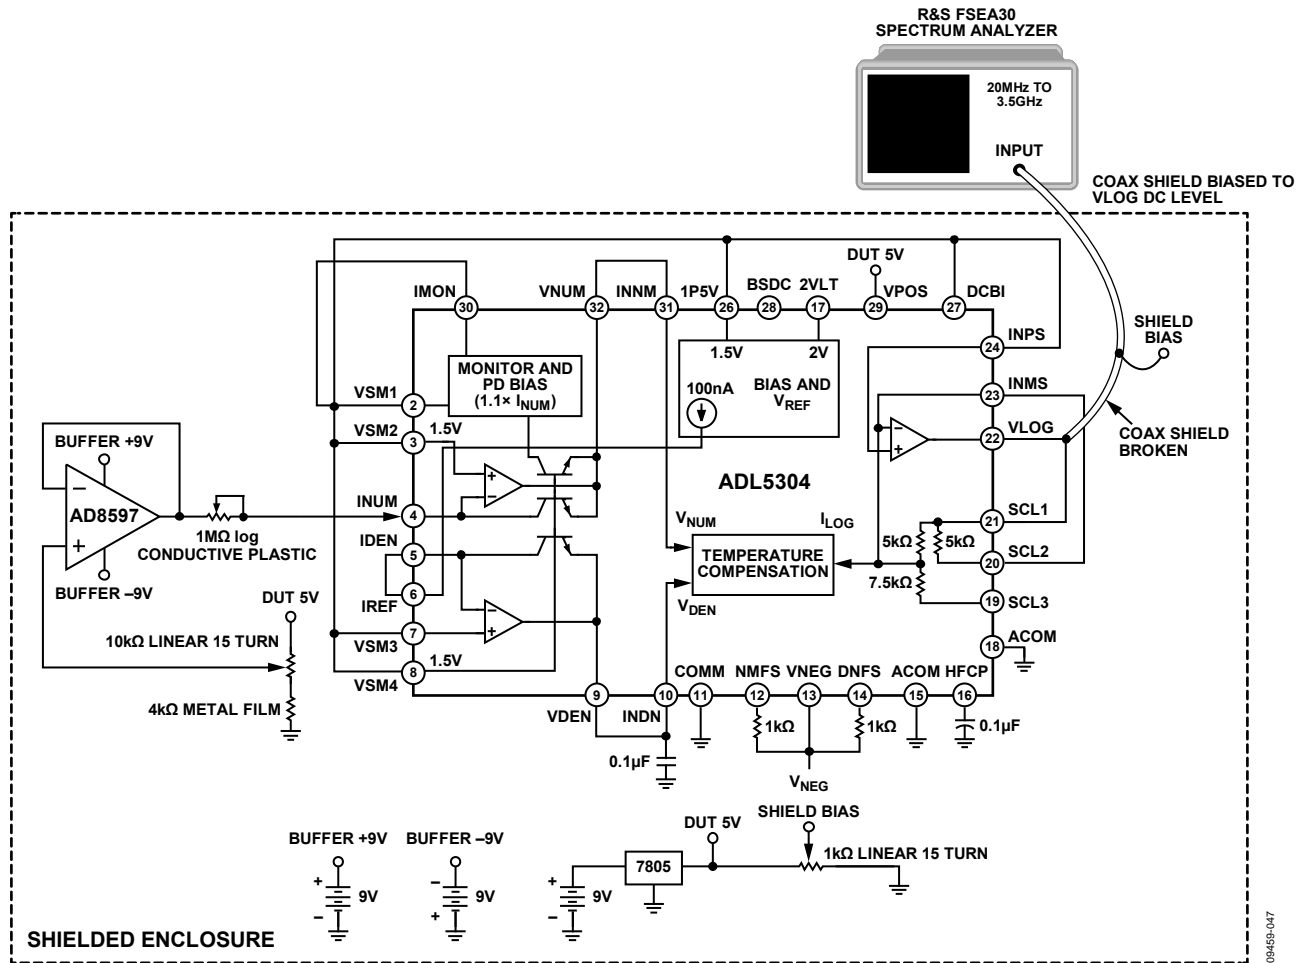 R&S FSEA30
SPECTRUM ANALYZER
20MHz TO
3.5GHz
INPUT
COAX SHIELD BIASED TO
VLOG DC LEVEL
DUT 5V
IMON
VNUM
INNM
1P5V
BSDC
2VLT
VPOS
DCBI
30
32
31
26
28
17
29
27
INPS
24
SHIELD
BIAS
1.5V
2V
MONITOR AND
PD BIAS
(1.1× INUM)
100nA
BIAS AND
VREF
INMS
23
VSM1
2
VLOG
22
COAX SHIELD
BROKEN
BUFFER +9V
VSM2
1.5V
3
ADL5304
AD8597
INUM
4
1MΩ log
CONDUCTIVE PLASTIC
VNUM
ILOG
SCL1
21
5kΩ
5kΩ
IDEN
5
TEMPERATURE
COMPENSATION
SCL2
20
7.5kΩ
BUFFER –9V
DUT 5V
IREF
6
VDEN
SCL3
19
10kΩ LINEAR 15 TURN
VSM3
7
ACOM
18
1.5V
8
VSM4
COMM
NMFS
VNEG
DNFS
ACOM
HFCP
4kΩ METAL FILM
9
10
11
12
13
14
15
16
VDEN
INDN
1kΩ
1kΩ
0.1µF
0.1µF
VNEG
SHIELD BIAS
DUT 5V
BUFFER +9V
BUFFER –9V
1kΩ LINEAR 15 TURN
7805
+
9V
–
–
9V
+
+
9V
–
SHIELDED ENCLOSURE
09459-047